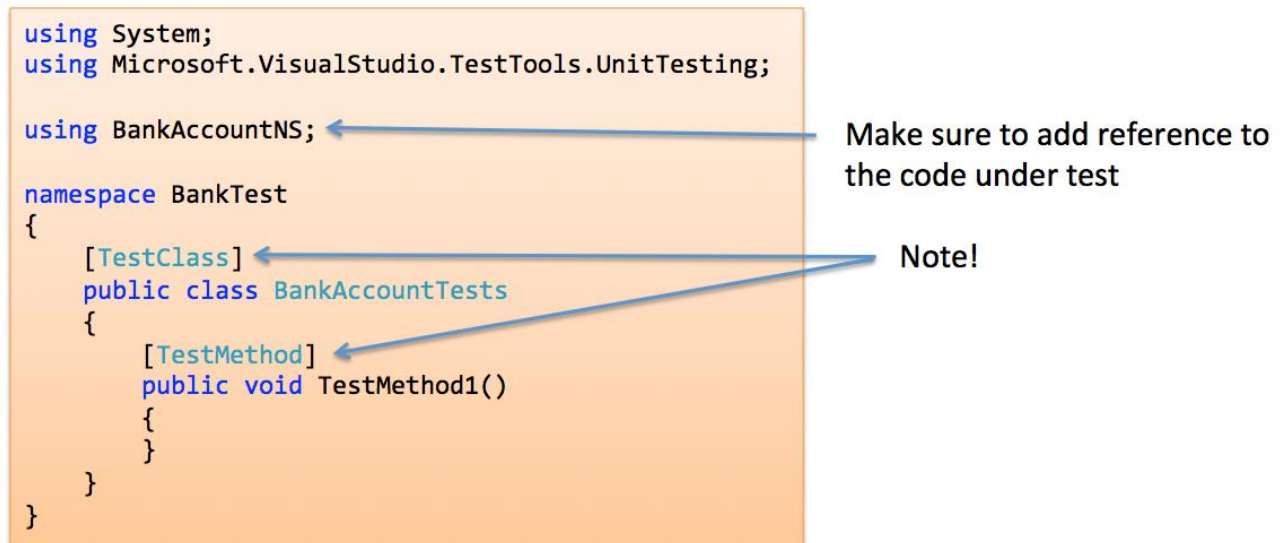 using System;
using Microsoft.VisualStudio.TestTools.UnitTesting;
using BankAccountNS;
Make sure to add reference to
the code under test
namespace BankTest
{
[TestClass]
Note!
public class BankAccountTests
{
[TestMethod]
public void TestMethod1()
{
}
}
}